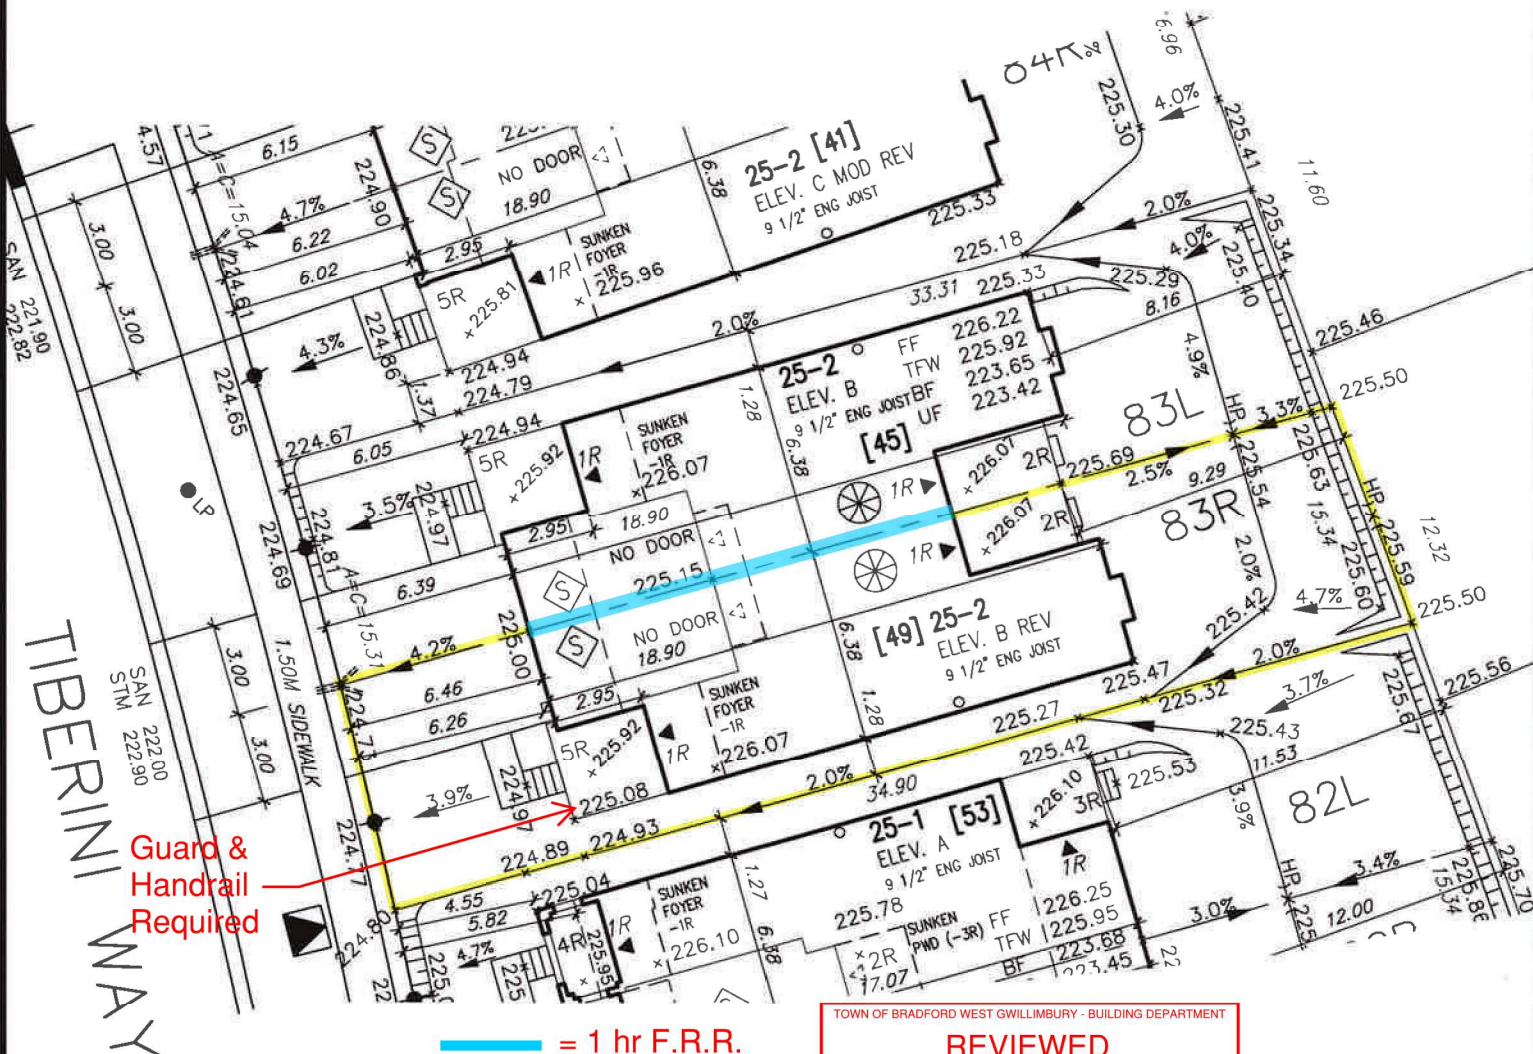 6.96
O4R
225.30
4.0%
225.41
11.60
4.57
6.15
A=C=15.04
224.90
S
S
NO DOOR
18.90
6.38
25-2 [41]
ELEV. C MOD REV
9 1/2" ENG JOIST
225.33
2.0%
225.34
4.7%
6.22
6.02
2.95
1R
SUNKEN
FOYER
-1R
225.96
225.18
4.0%
225.40
225.29
3.00
3.00
SAN 221.90
222.82
224.61
5R
225.81
33.31
225.33
8.16
225.46
4.3%
224.86
224.94
224.79
1.37
2.0%
224.65
25-2
ELEV. B
9 1/2" ENG JOIST
[45]
FF 226.22
TFW 225.92
BF 223.65
UF 223.42
4.9%
83L
HP
3.3%
225.50
1.28
6.38
224.67
6.05
224.94
5R
225.92
1R
SUNKEN
FOYER
-1R
226.07
LP
3.5%
224.97
224.81
224.69
2.95
18.90
NO DOOR
1R
226.07
2R
225.69
2.5%
9.29
225.54
225.63
15.34
HP
225.59
12.32
226.07
2R
1R
83R
2.0%
225.60
6.39
A=C=15.31
S
225.15
S
NO DOOR
18.90
225.00
4.2%
6.46
6.26
2.95
224.73
6.38
[49] 25-2
ELEV. B REV
9 1/2" ENG JOIST
225.42
4.7%
225.50
2.0%
TIBERINI WAY
SAN 222.00
STM 222.90
3.00
3.00
1.50M SIDEWALK
SUNKEN
FOYER
-1R
226.07
1.28
225.47
225.32
3.7%
225.56
225.67
5R
225.92
1R
225.27
225.43
3.9%
224.97
225.08
2.0%
34.90
225.42
226.10
3R
225.53
11.53
82L
3.9%
Guard &
Handrail
Required
224.77
224.89
224.93
25-1 [53]
ELEV. A
9 1/2" ENG JOIST
1R
HP
3.4%
225.86
15.34
225.70
224.80
4.55
5.82
4.7%
225.04
4R
225.95
1R
SUNKEN
FOYER
-1R
226.10
1.27
6.38
225.78
SUNKEN
PWD (-3R)
2R
17.07
FF 226.25
TFW 225.95
BF 223.68
223.45
3.0%
12.00
= 1 hr F.R.R.
TOWN OF BRADFORD WEST GWILLIMBURY - BUILDING DEPARTMENT
REVIEWED